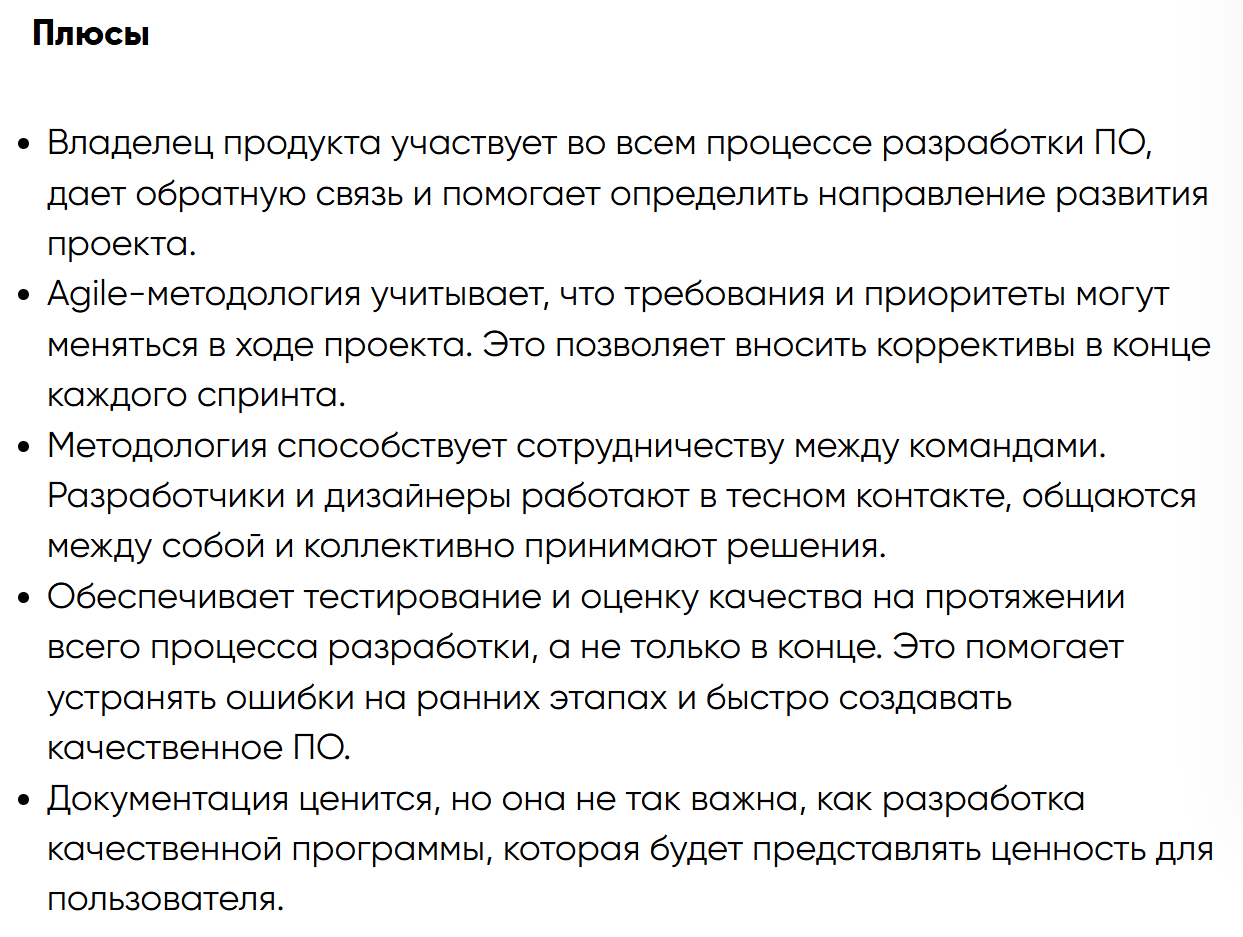 Плюсы
• Владелец продукта участвует во всем процессе разработки ПО,
дает обратную связь и помогает определить направление развития
проекта.
• Agile-методология учитывает, что требования и приоритеты могут
меняться в ходе проекта. Это позволяет вносить коррективы в конце
каждого спринта.
• Методология способствует сотрудничеству между командами.
Разработчики и дизайнеры работают в тесном контакте, общаются
между собой и коллективно принимают решения.
• Обеспечивает тестирование и оценку качества на протяжении
всего процесса разработки, а не только в конце. Это помогает
устранять ошибки на ранних этапах и быстро создавать
качественное ПО.
• Документация ценится, но она не так важна, как разработка
качественной программы, которая будет представлять ценность для
пользователя.